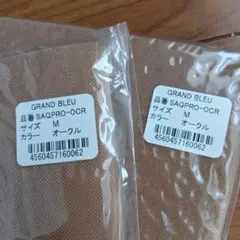 GRAND BLEU
品番 SAQPRO-OCR
サイズ M
カラー オークル
4560457160062
GRAND BLEU
品番 SAQPRO-OCR
サイズ M
カラー オークル
4560457160062